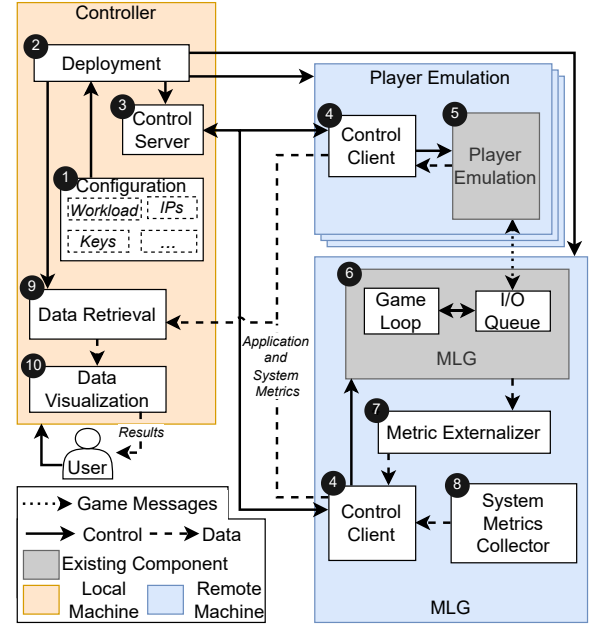 Controller
2
Deployment
3
Control
Server
1
Configuration
Workload
IPs
Keys
...
9
Data Retrieval
10
Data
Visualization
Results
User
Player Emulation
4
Control
Client
5
Player
Emulation
6
Game
Loop
I/O
Queue
MLG
Application
and
System
Metrics
7
Metric Externalizer
4
Control
Client
8
System
Metrics
Collector
MLG
Game Messages
Control
Data
Existing Component
Local
Machine
Remote
Machine